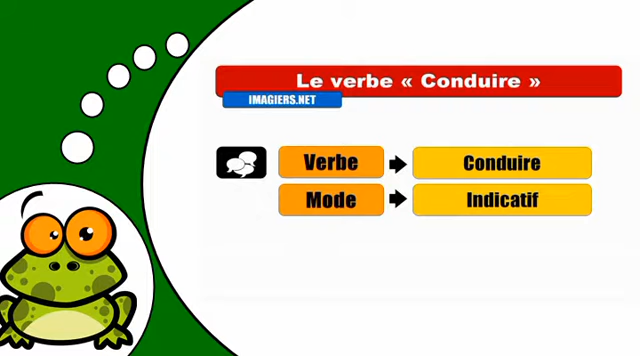 Le verbe « Conduire »
IMAGIERS.NET
Verbe Conduire
Mode Indicatif